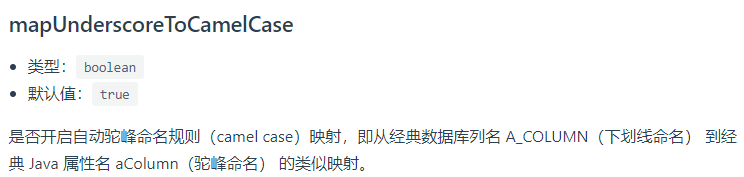 mapUnderscoreToCamelCase
• 类型：boolean
• 默认值：true
是否开启自动驼峰命名规则（camel case）映射，即从经典数据库列名 A_COLUMN（下划线命名） 到经
典 Java 属性名 aColumn（驼峰命名） 的类似映射。